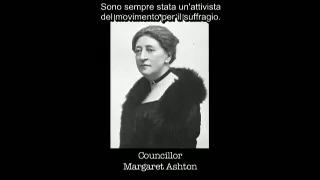 Sono sempre stata un'attivista
del movimento per il suffragio.
Councillor
Margaret Ashton